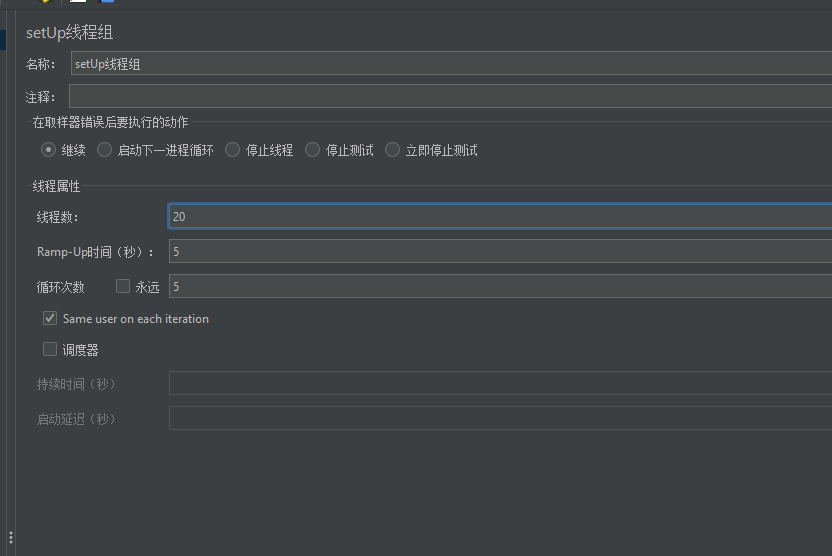 setUp线程组
名称： setUp线程组
注释：
在取样器错误后要执行的动作
继续 启动下一进程循环 停止线程 停止测试 立即停止测试
线程属性
线程数： 20
Ramp-Up时间（秒）： 5
循环次数 永远 5
Same user on each iteration
调度器
持续时间（秒）
启动延迟（秒）